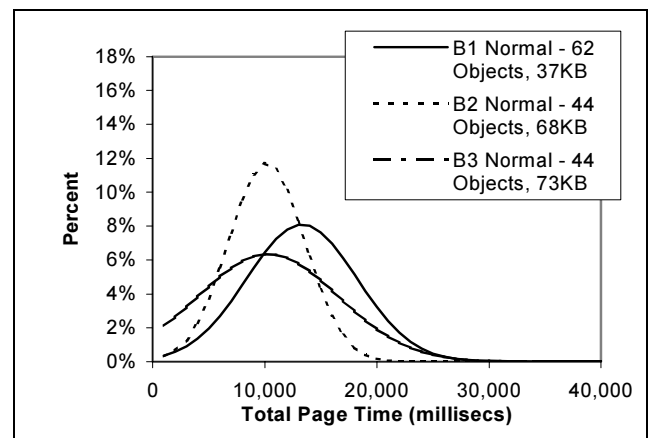 18%
16%
14%
12%
10%
8%
6%
4%
2%
0%
Percent
B1 Normal - 62
Objects, 37KB
B2 Normal - 44
Objects, 68KB
B3 Normal - 44
Objects, 73KB
0 10,000 20,000 30,000 40,000
Total Page Time (millisecs)